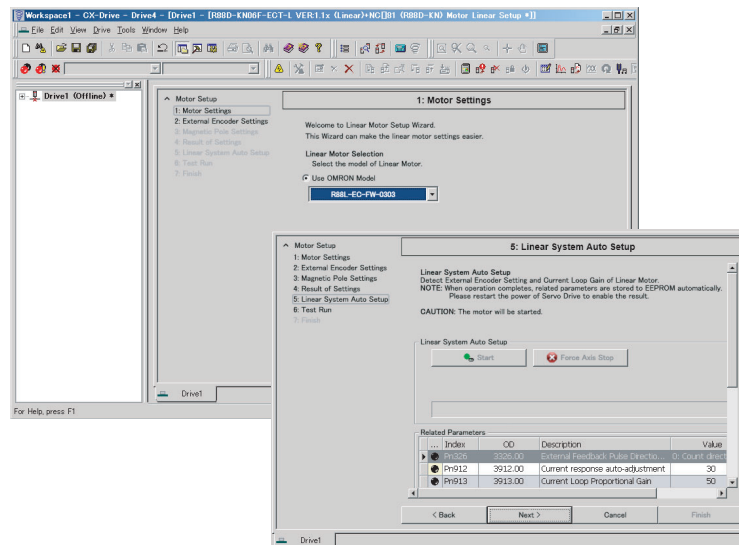 Workspace1 - CX-Drive - Drive4 - [Drive1 - [R88D-KN06F-ECT-L VER:1.1x (Linear)+NC[]81 (R88D-KN) Motor Linear Setup *]]
File Edit View Drive Tools Window Help
Drive1 (Offline) *
Motor Setup
1: Motor Settings
2: External Encoder Settings
3: Magnetic Pole Settings
4: Result of Settings
5: Linear System Auto Setup
6: Test Run
7: Finish
1: Motor Settings
Welcome to Linear Motor Setup Wizard.
This Wizard can make the linear motor settings easier.
Linear Motor Selection
Select the model of Linear Motor.
Use OMRON Model
R88L-EC-FW-0303
Drive1
For Help, press F1
Motor Setup
1: Motor Settings
2: External Encoder Settings
3: Magnetic Pole Settings
4: Result of Settings
5: Linear System Auto Setup
6: Test Run
7: Finish
5: Linear System Auto Setup
Linear System Auto Setup
Detect External Encoder Setting and Current Loop Gain of Linear Motor.
NOTE: When operation completes, related parameters are stored to EEPROM automatically.
Please restart the power of Servo Drive to enable the result.
CAUTION: The motor will be started.
Linear System Auto Setup
Start
Force Axis Stop
Related Parameters
... Index OD Description Value
Pn326 3326.00 External Feedback Pulse Directio... 0: Count direct
Pn912 3912.00 Current response auto-adjustment 30
Pn913 3913.00 Current Loop Proportional Gain 50
< Back Next > Cancel Finish
Drive1